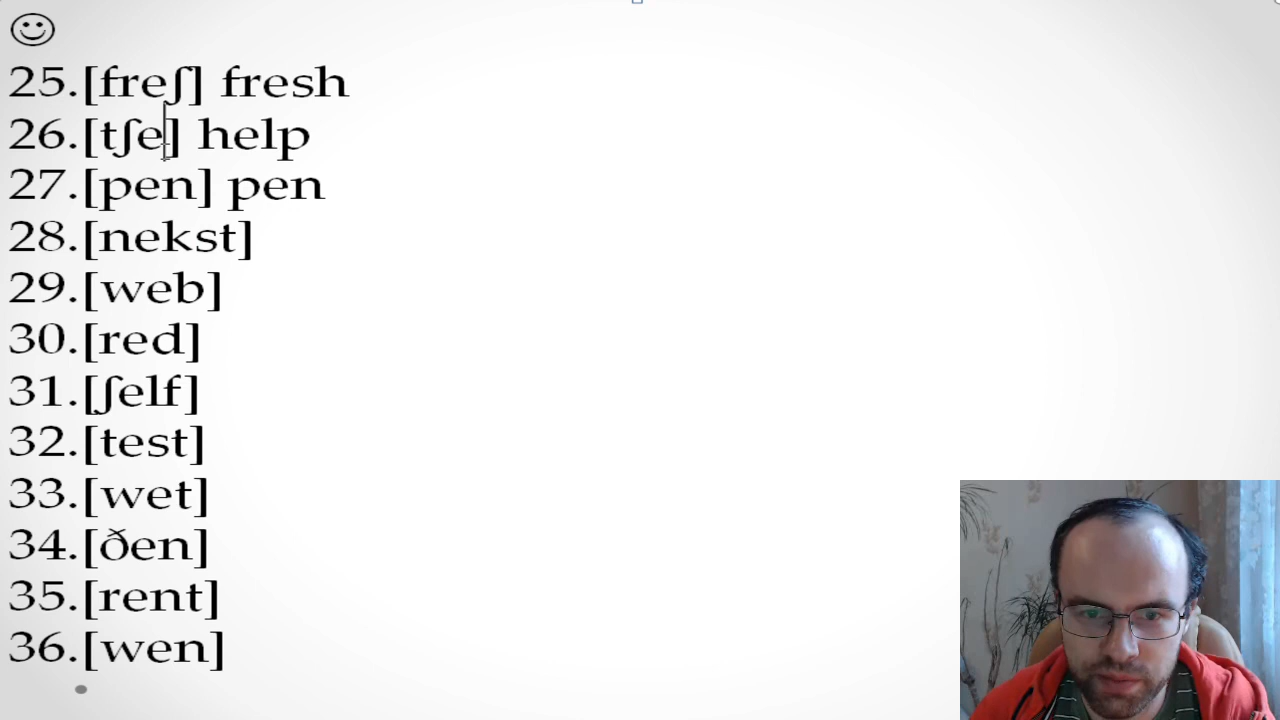 25.[freʃ] fresh
26.[tʃe] help
27.[pen] pen
28.[nekst]
29.[web]
30.[red]
31.[ʃelf]
32.[test]
33.[wet]
34.[ðen]
35.[rent]
36.[wen]